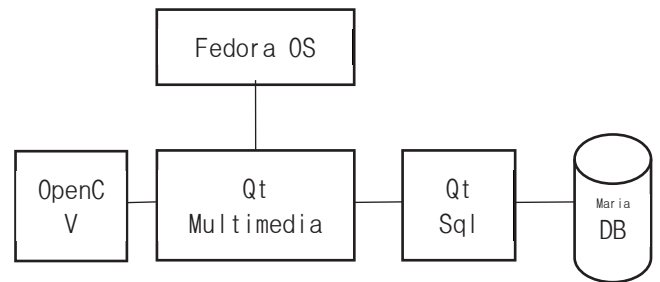 Fedora OS
OpenC
V
Qt
Multimedia
Qt
Sql
Maria
DB